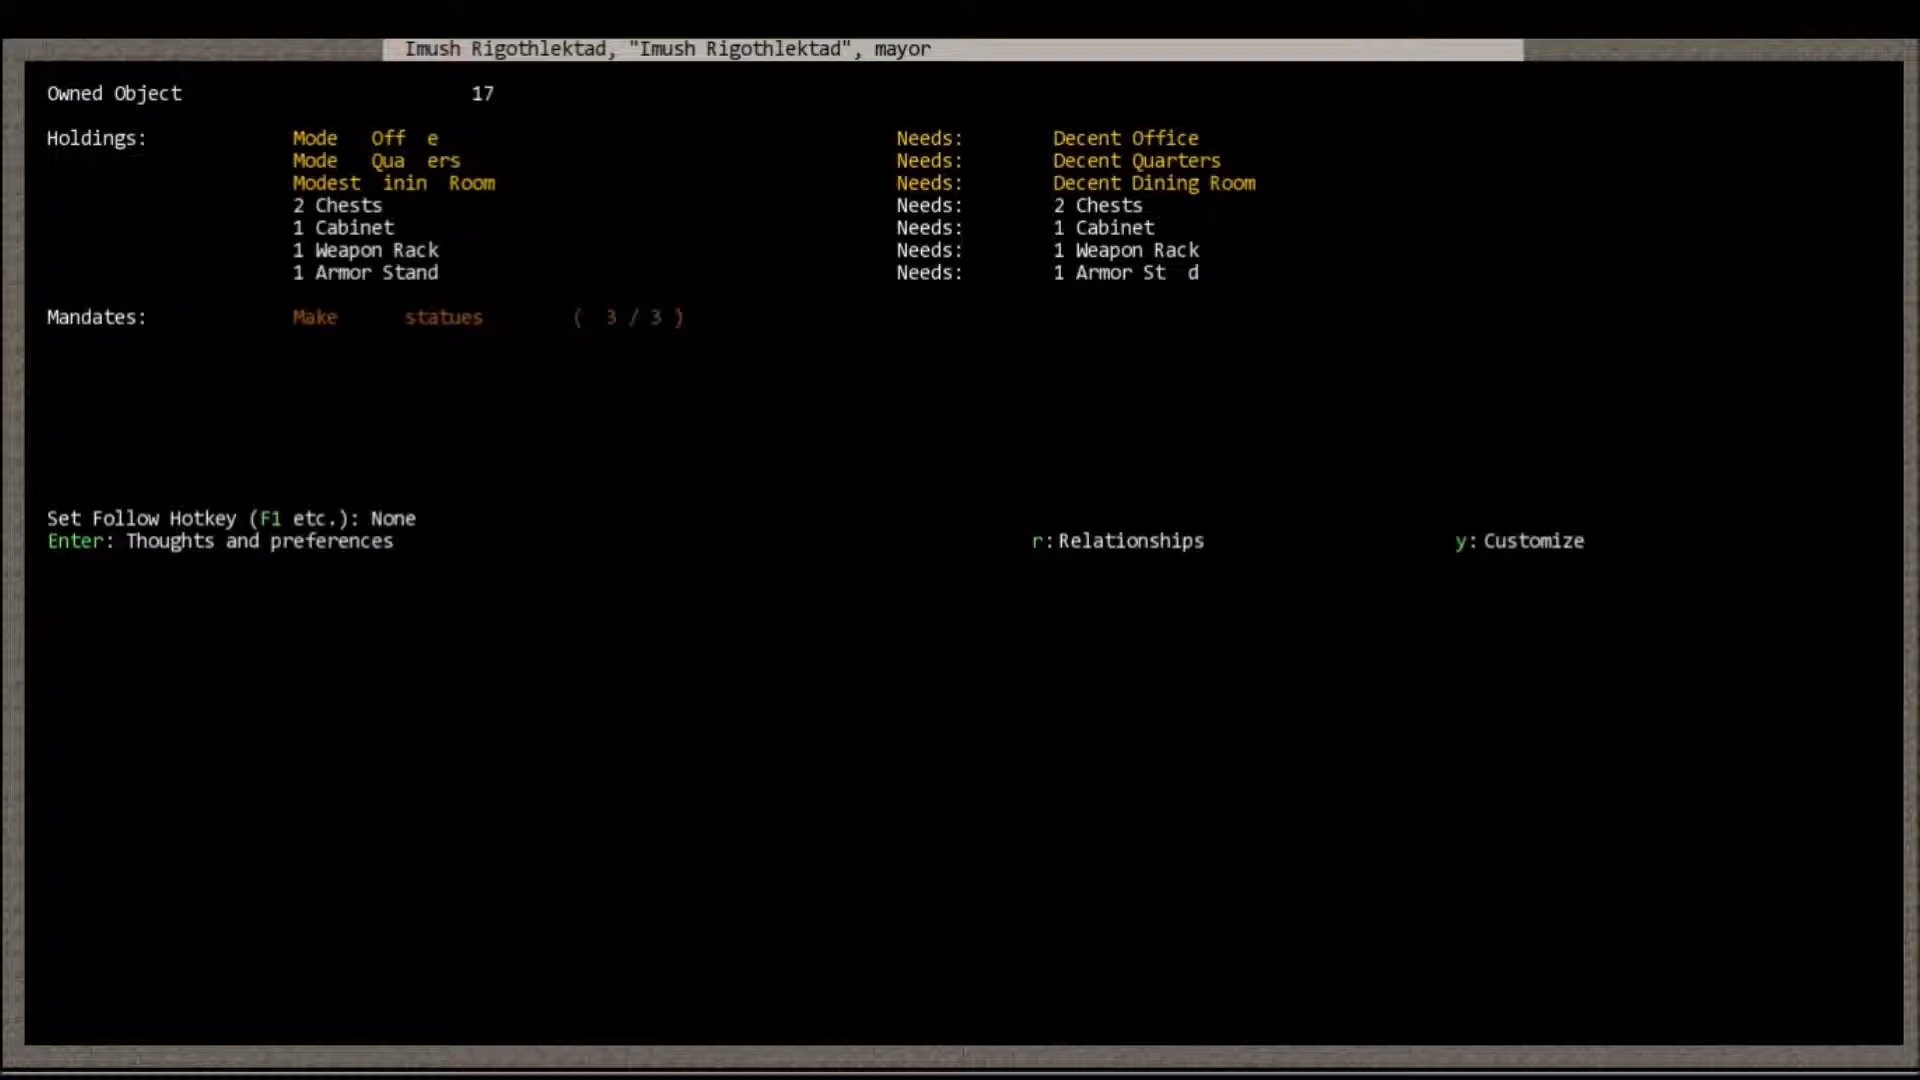 Imush Rigothlektad, "Imush Rigothlektad", mayor
Owned Object 17
Holdings: Mode Off e Needs: Decent Office
Mode Qua ers Needs: Decent Quarters
Modest inin Room Needs: Decent Dining Room
2 Chests Needs: 2 Chests
1 Cabinet Needs: 1 Cabinet
1 Weapon Rack Needs: 1 Weapon Rack
1 Armor Stand Needs: 1 Armor St d
Mandates: Make statues ( 3 / 3 )
Set Follow Hotkey (F1 etc.): None
Enter: Thoughts and preferences r: Relationships y: Customize